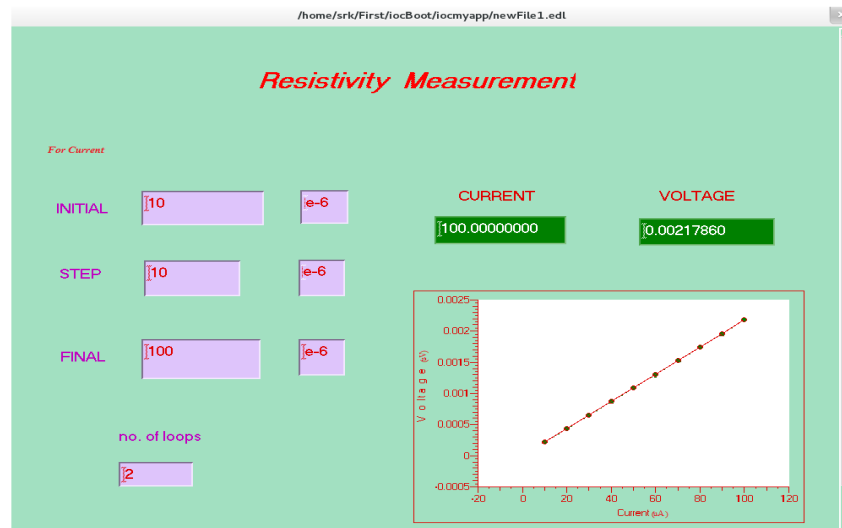 /home/srk/First/iocBoot/iocmyapp/newFile1.edl
Resistivity Measurement
For Current
INITIAL 10 e-6
CURRENT VOLTAGE
100.00000000 0.00217860
STEP 10 e-6
FINAL 100 e-6
no. of loops
2
0.0025
0.002
0.0015
0.001
0.0005
0
-0.0005
Voltage (uV)
-20 0 20 40 60 80 100 120
Current (uA)